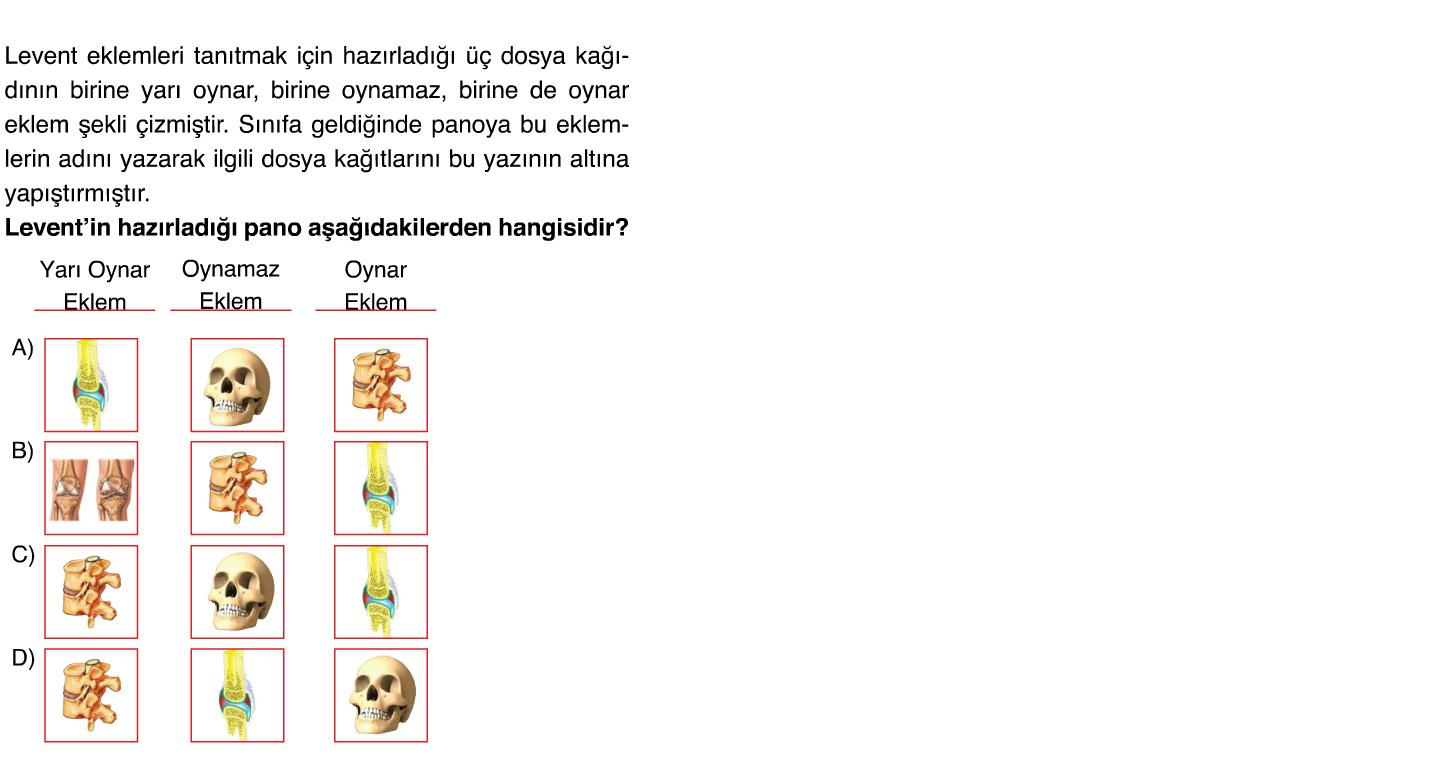 Levent eklemleri tanıtmak için hazırladığı üç dosya kağı-
dının birine yarı oynar, birine oynamaz, birine de oynar
eklem şekli çizmiştir. Sınıfa geldiğinde panoya bu eklem-
lerin adını yazarak ilgili dosya kağıtlarını bu yazının altına
yapıştırmıştır.
Levent’in hazırladığı pano aşağıdakilerden hangisidir?
Yarı Oynar Oynamaz Oynar
Eklem Eklem Eklem
A)
B)
C)
D)